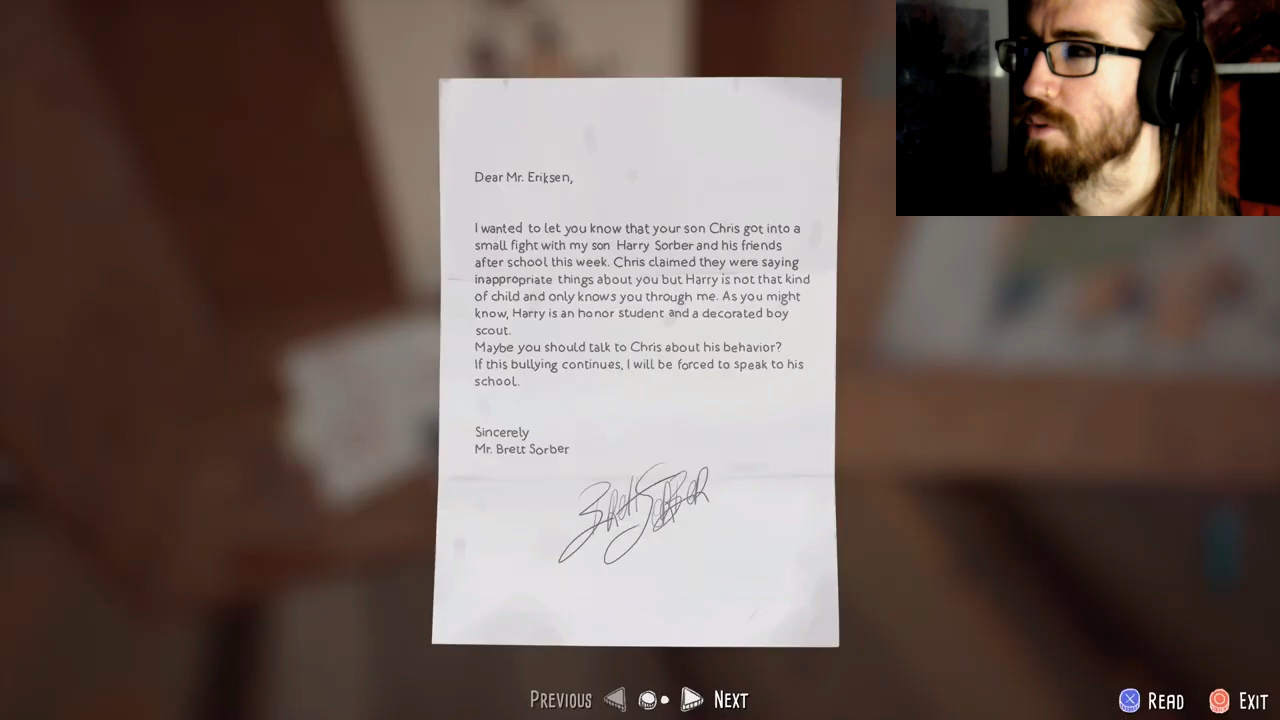 Dear Mr. Eriksen,
I wanted to let you know that your son Chris got into a
small fight with my son Harry Sorber and his friends
after school this week. Chris claimed they were saying
inappropriate things about you but Harry is not that kind
of child and only knows you through me. As you might
know, Harry is an honor student and a decorated boy
scout.
Maybe you should talk to Chris about his behavior?
If this bullying continues, I will be forced to speak to his
school.
Sincerely
Mr. Brett Sorber
Brett Sorber
Previous
Next
Read
Exit